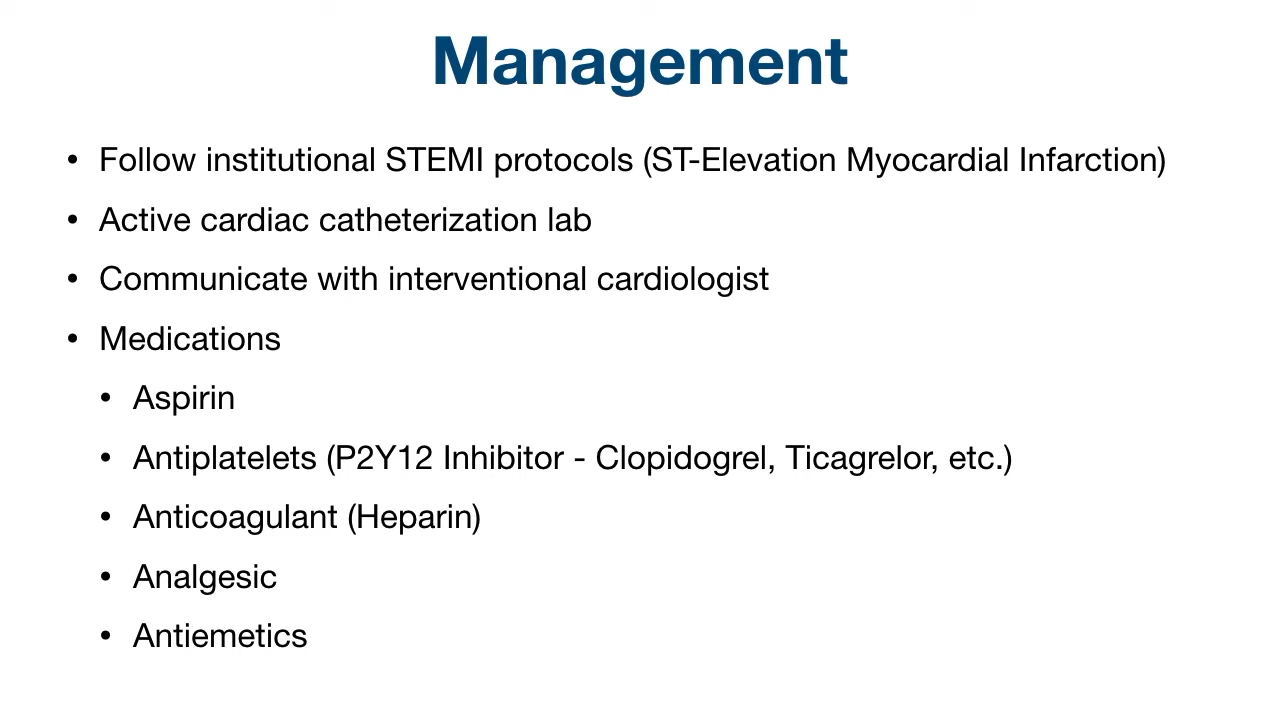 Management
• Follow institutional STEMI protocols (ST-Elevation Myocardial Infarction)
• Active cardiac catheterization lab
• Communicate with interventional cardiologist
• Medications
• Aspirin
• Antiplatelets (P2Y12 Inhibitor - Clopidogrel, Ticagrelor, etc.)
• Anticoagulant (Heparin)
• Analgesic
• Antiemetics